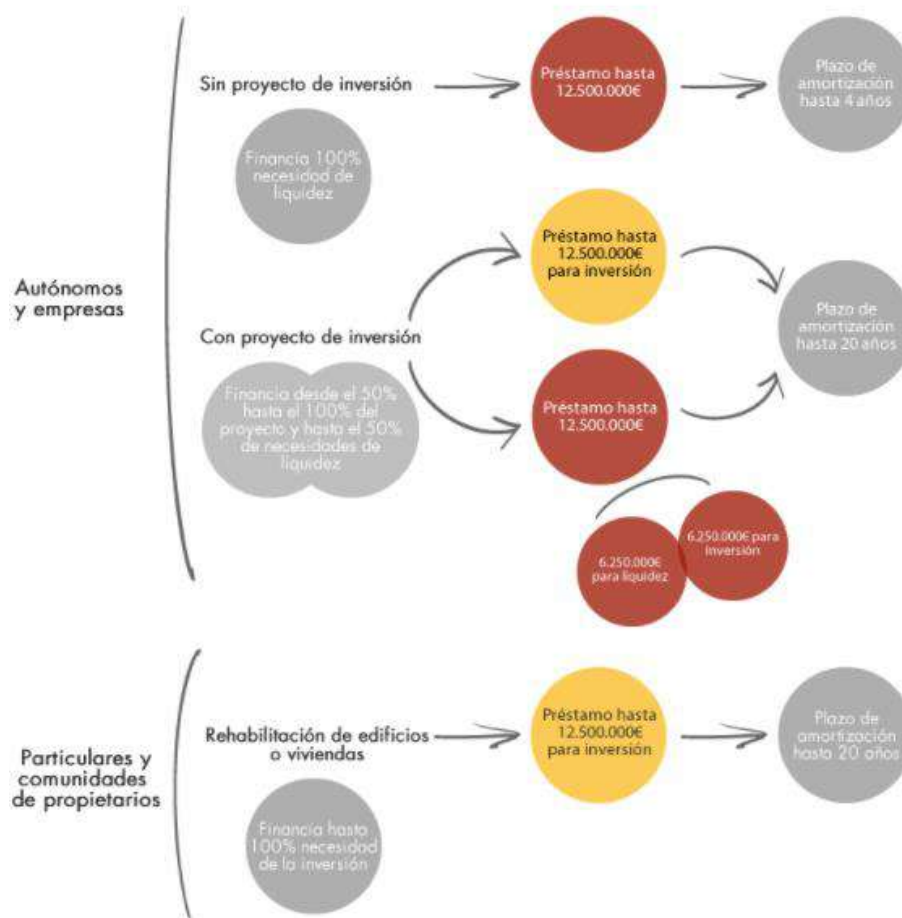 Sin proyecto de inversión
Préstamo hasta
12.500.000€
Plazo de
amortización
hasta 4 años
Financia 100%
necesidad de
liquidez
Autónomos
y empresas
Préstamo hasta
12.500.000€
para inversión
Plazo de
amortización
hasta 20 años
Con proyecto de inversión
Financia desde el 50%
hasta el 100% del
proyecto y hasta el 50%
de necesidades de
liquidez
Préstamo hasta
12.500.000€
6.250.000€
para liquidez
6.250.000€ para
inversión
Particulares y
comunidades
de propietarios
Rehabilitación de edificios
o viviendas
Préstamo hasta
12.500.000€
para inversión
Plazo de
amortización
hasta 20 años
Financia hasta
100% necesidad
de la inversión